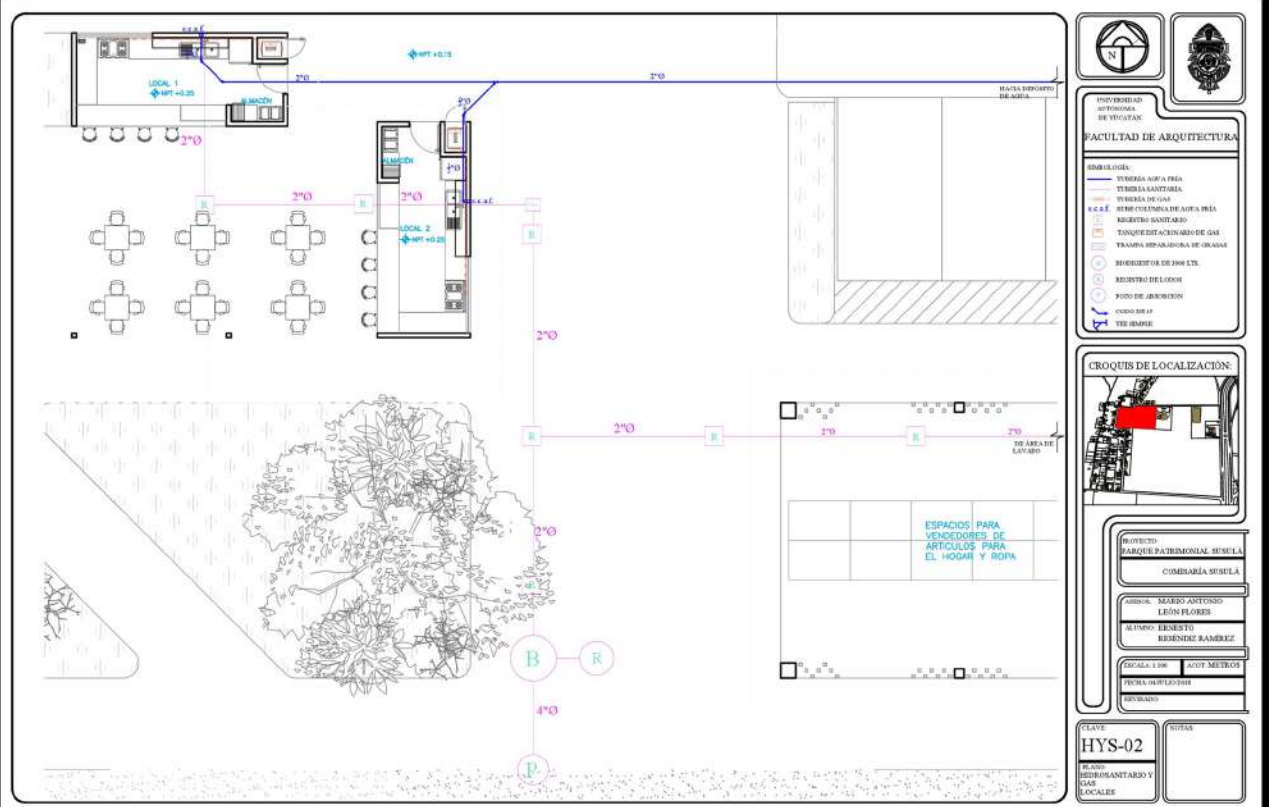 s.c.a.f.
NPT +0.15
LOCAL 1
NPT +0.25
ALMACÉN
2"Ø
2"Ø
HACIA DEPÓSITO
DE AGUA
2"Ø
ALMACÉN
2"Ø
R
2"Ø
R
2"Ø
s.c.a.f.
LOCAL 2
NPT +0.25
R
2"Ø
R
2"Ø
R
2"Ø
R
2"Ø
DE ÁREA DE
LAVADO
2"Ø
ESPACIOS PARA
VENDEDORES DE
ARTICULOS PARA
EL HOGAR Y ROPA
R
B
R
4"Ø
P
N
UNIVERSIDAD
AUTÓNOMA
DE YUCATAN
FACULTAD DE ARQUITECTURA
SIMBOLOGÍA:
TUBERÍA AGUA FRÍA
TUBERÍA SANITARIA
TUBERÍA DE GAS
s.c.a.f. SUBE COLUMNA DE AGUA FRÍA
REGISTRO SANITARIO
TANQUE ESTACIONARIO DE GAS
TRAMPA SEPARADORA DE GRASAS
BIODIGESTOR DE 3000 LTS.
REGISTRO DE LODOS
POZO DE ABSORCION
CODO DE 45
TEE SIMPLE
CROQUIS DE LOCALIZACIÓN:
PROYECTO:
PARQUE PATRIMONIAL SUSULÁ
COMISARÍA SUSULÁ
ASESOR: MARIO ANTONIO
LEÓN FLORES
ALUMNO: ERNESTO
RESÉNDIZ RAMÍREZ
ESCALA: 1:200
ACOT: METROS
REVISADO:
CLAVE
HYS-02
NOTAS
PLANO:
HIDROSANITARIO Y
GAS
LOCALES